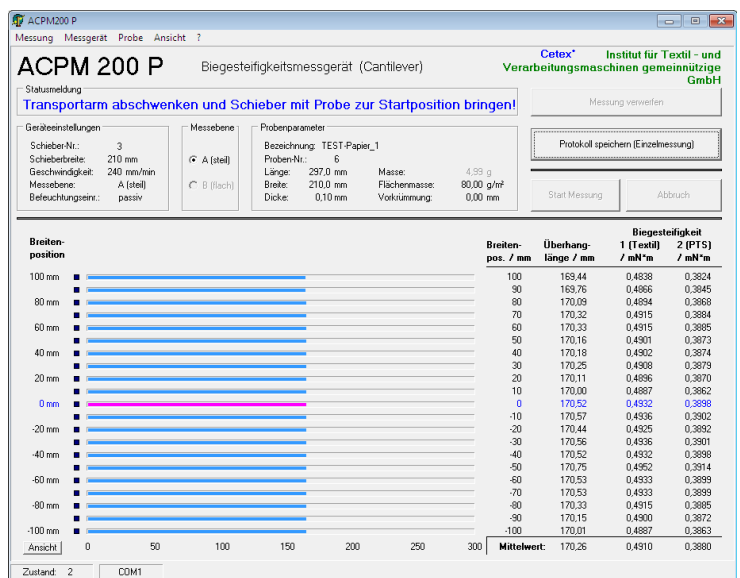 ACPM200 P
Messung Messgerät Probe Ansicht ?
ACPM 200 P
Biegesteifigkeitsmessgerät (Cantilever)
Cetex* Institut für Textil - und
Verarbeitungsmaschinen gemeinnützige
GmbH
Statusmeldung
Transportarm abschwenken und Schieber mit Probe zur Startposition bringen!
Messung verwerfen
Geräteeinstellungen
Schieber-Nr.: 3
Schieberbreite: 210 mm
Geschwindigkeit: 240 mm/min
Messebene: A (steil)
Befeuchtungseinr.: passiv
Messebene
A (steil)
B (flach)
Probenparameter
Bezeichnung: TEST-Papier_1
Proben-Nr.: 6
Länge: 297,0 mm Masse: 4,99 g
Breite: 210,0 mm Flächenmasse: 80,00 g/m²
Dicke: 0,10 mm Vorkrümmung: 0,00 mm
Protokoll speichern (Einzelmessung)
Start Messung
Abbruch
Breiten-
position
100 mm
80 mm
60 mm
40 mm
20 mm
0 mm
-20 mm
-40 mm
-60 mm
-80 mm
-100 mm
Ansicht 0 50 100 150 200 250 300
Biegesteifigkeit
Breiten- Überhang- 1 (Textil) 2 (PTS)
pos. / mm länge / mm / mN*m / mN*m
100 169,44 0,4838 0,3824
90 169,76 0,4866 0,3845
80 170,09 0,4894 0,3868
70 170,32 0,4915 0,3884
60 170,33 0,4915 0,3885
50 170,16 0,4901 0,3873
40 170,18 0,4902 0,3874
30 170,25 0,4908 0,3879
20 170,11 0,4896 0,3870
10 170,00 0,4887 0,3862
0 170,52 0,4932 0,3898
-10 170,57 0,4936 0,3902
-20 170,44 0,4925 0,3892
-30 170,56 0,4936 0,3901
-40 170,52 0,4932 0,3898
-50 170,75 0,4952 0,3914
-60 170,53 0,4933 0,3899
-70 170,53 0,4933 0,3899
-80 170,33 0,4915 0,3885
-90 170,15 0,4900 0,3872
-100 170,01 0,4887 0,3863
Mittelwert: 170,26 0,4910 0,3880
Zustand: 2 COM1